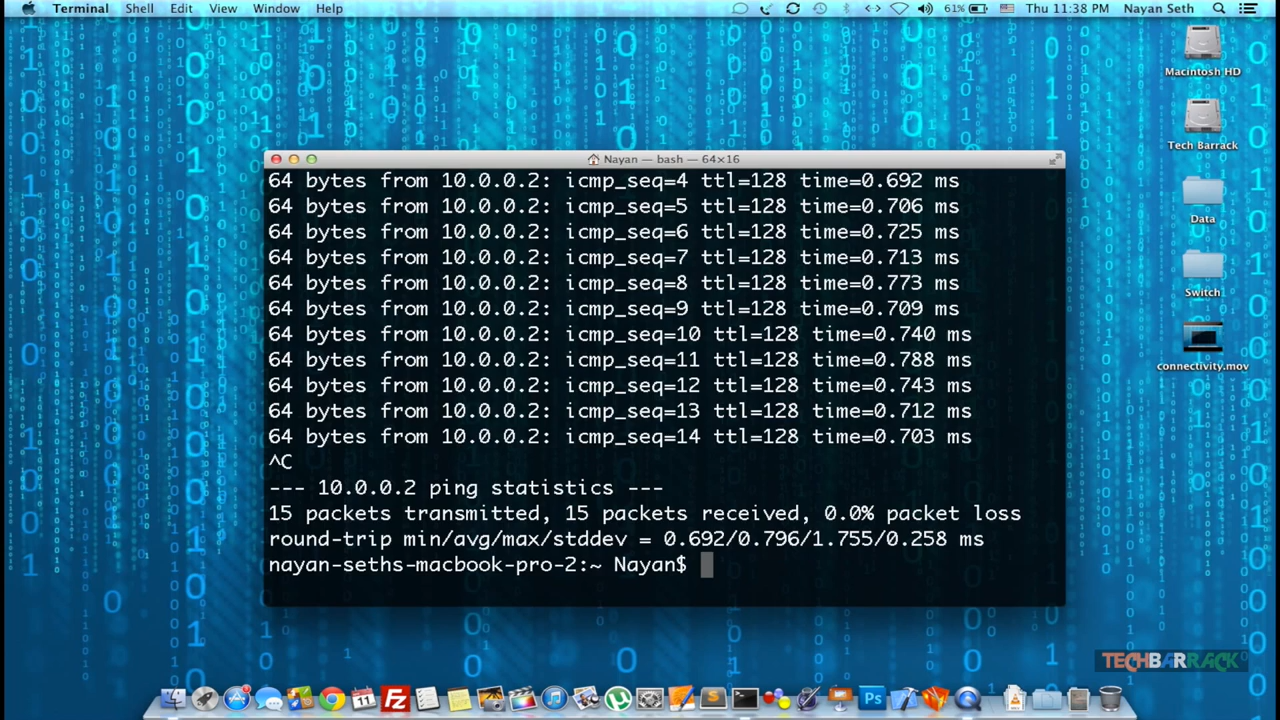 Terminal Shell Edit View Window Help 61% Thu 11:38 PM Nayan Seth
Macintosh HD
Tech Barrack
Data
Switch
connectivity.mov
Nayan — bash — 64×16
64 bytes from 10.0.0.2: icmp_seq=4 ttl=128 time=0.692 ms
64 bytes from 10.0.0.2: icmp_seq=5 ttl=128 time=0.706 ms
64 bytes from 10.0.0.2: icmp_seq=6 ttl=128 time=0.725 ms
64 bytes from 10.0.0.2: icmp_seq=7 ttl=128 time=0.713 ms
64 bytes from 10.0.0.2: icmp_seq=8 ttl=128 time=0.773 ms
64 bytes from 10.0.0.2: icmp_seq=9 ttl=128 time=0.709 ms
64 bytes from 10.0.0.2: icmp_seq=10 ttl=128 time=0.740 ms
64 bytes from 10.0.0.2: icmp_seq=11 ttl=128 time=0.788 ms
64 bytes from 10.0.0.2: icmp_seq=12 ttl=128 time=0.743 ms
64 bytes from 10.0.0.2: icmp_seq=13 ttl=128 time=0.712 ms
64 bytes from 10.0.0.2: icmp_seq=14 ttl=128 time=0.703 ms
^C
--- 10.0.0.2 ping statistics ---
15 packets transmitted, 15 packets received, 0.0% packet loss
round-trip min/avg/max/stddev = 0.692/0.796/1.755/0.258 ms
nayan-seths-macbook-pro-2:~ Nayan$
TECHBARRACK
11
Fz
Ps